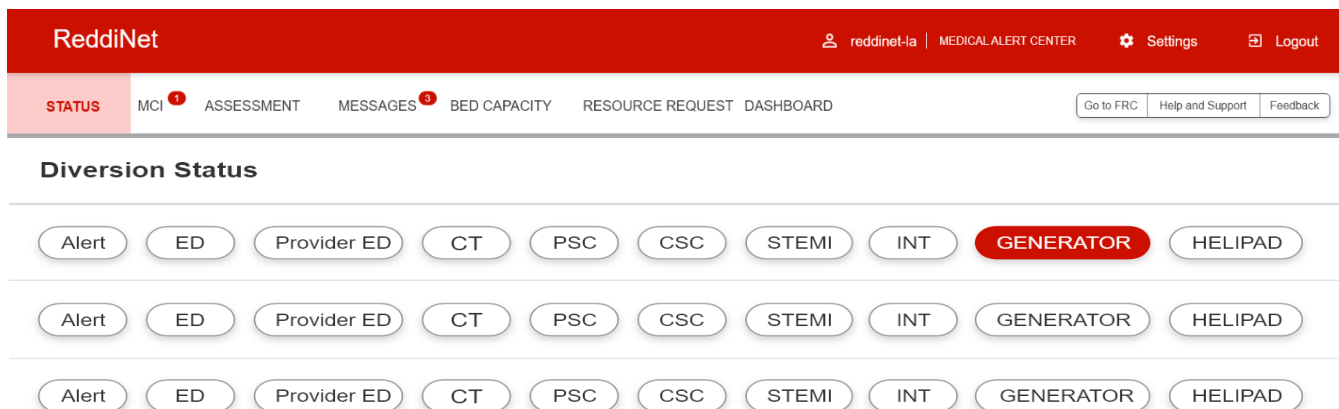 ReddiNet reddinet-la MEDICAL ALERT CENTER Settings Logout
STATUS MCI 1 ASSESSMENT MESSAGES 3 BED CAPACITY RESOURCE REQUEST DASHBOARD Go to FRC Help and Support Feedback
Diversion Status
Alert ED Provider ED CT PSC CSC STEMI INT GENERATOR HELIPAD
Alert ED Provider ED CT PSC CSC STEMI INT GENERATOR HELIPAD
Alert ED Provider ED CT PSC CSC STEMI INT GENERATOR HELIPAD